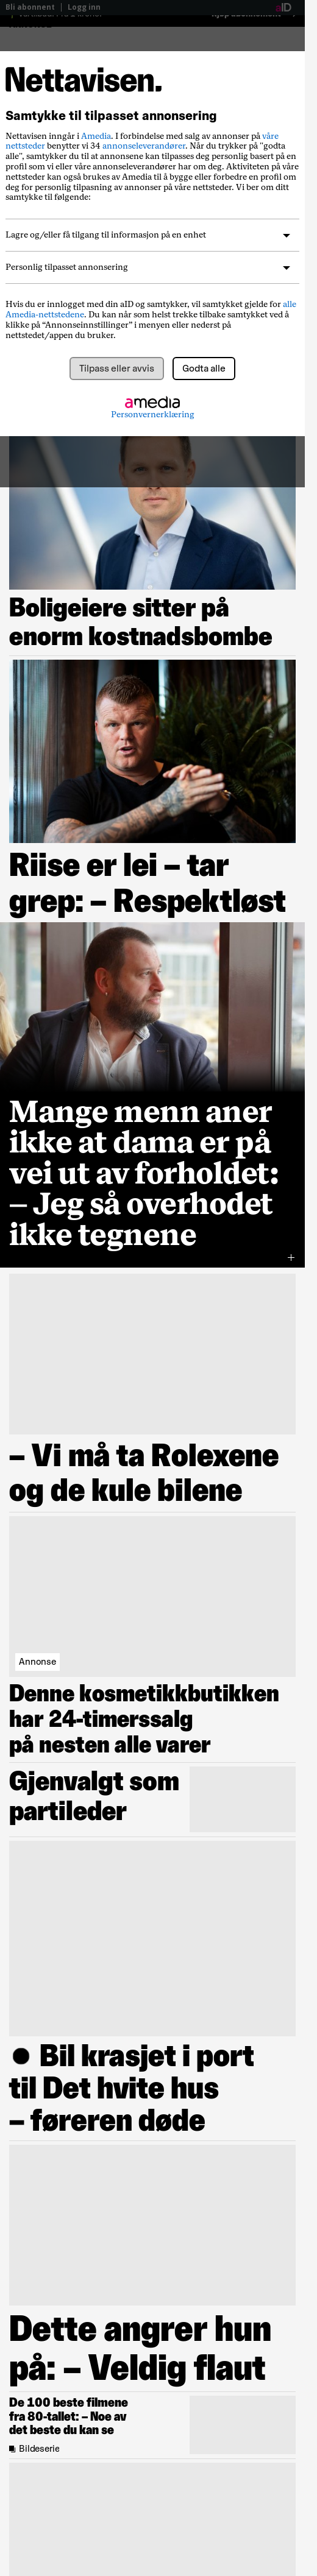 Bli abonnent | Logg inn
aID
Nettavisen.
Samtykke til tilpasset annonsering
Nettavisen inngår i Amedia. I forbindelse med salg av annonser på våre
nettsteder benytter vi 34 annonseleverandører. Når du trykker på "godta
alle", samtykker du til at annonsene kan tilpasses deg personlig basert på en
profil som vi eller våre annonseleverandører har om deg. Aktiviteten på våre
nettsteder kan også brukes av Amedia til å bygge eller forbedre en profil om
deg for personlig tilpasning av annonser på våre nettsteder. Vi ber om ditt
samtykke til følgende:
Lagre og/eller få tilgang til informasjon på en enhet
Personlig tilpasset annonsering
Hvis du er innlogget med din aID og samtykker, vil samtykket gjelde for alle
Amedia-nettstedene. Du kan når som helst trekke tilbake samtykket ved å
klikke på “Annonseinnstillinger” i menyen eller nederst på
nettstedet/appen du bruker.
Tilpass eller avvis
Godta alle
amedia
Personvernerklæring
Boligeiere sitter på
enorm kostnadsbombe
Riise er lei – tar
grep: – Respektløst
Mange menn aner
ikke at dama er på
vei ut av forholdet:
– Jeg så overhodet
ikke tegnene
– Vi må ta Rolexene
og de kule bilene
Annonse
Denne kosmetikkbutikken
har 24-timerssalg
på nesten alle varer
Gjenvalgt som
partileder
Bil krasjet i port
til Det hvite hus
– føreren døde
Dette angrer hun
på: – Veldig flaut
De 100 beste filmene
fra 80-tallet: – Noe av
det beste du kan se
Bildeserie